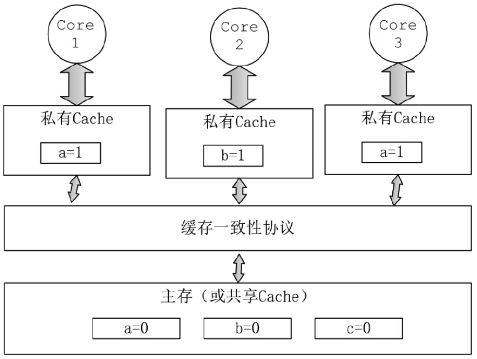 Core
1
Core
2
Core
3
私有Cache
私有Cache
私有Cache
a=1
b=1
a=1
缓存一致性协议
主存（或共享Cache）
a=0
b=0
c=0